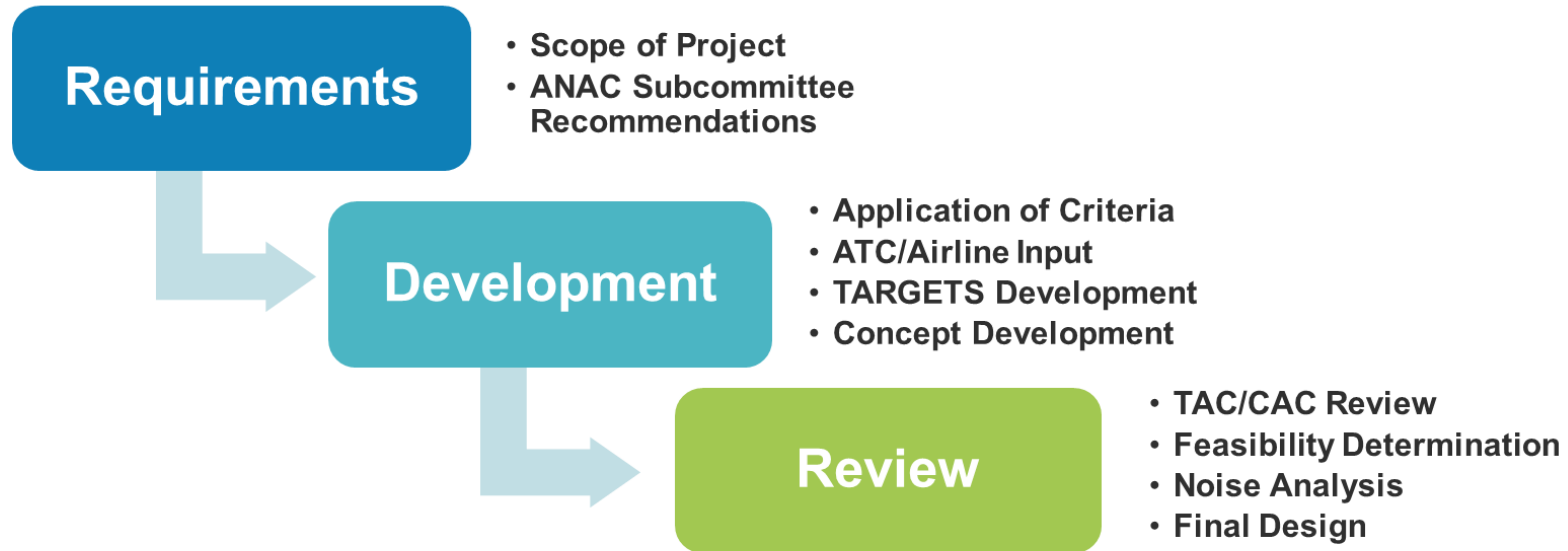 Requirements
• Scope of Project
• ANAC Subcommittee
Recommendations
Development
• Application of Criteria
• ATC/Airline Input
• TARGETS Development
• Concept Development
Review
• TAC/CAC Review
• Feasibility Determination
• Noise Analysis
• Final Design